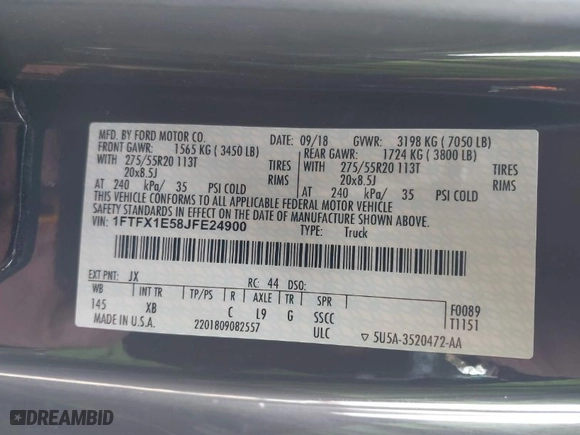 MFD. BY FORD MOTOR CO.
09/18 GVWR: 3198 KG ( 7050 LB)
FRONT GAWR: 1565 KG ( 3450 LB)
REAR GAWR: 1724 KG ( 3800 LB)
WITH 275/55R20 113T TIRES
WITH 275/55R20 113T TIRES
20x8.5J RIMS
20x8.5J RIMS
AT 240 kPa/ 35 PSI COLD
AT 240 kPa/ 35 PSI COLD
THIS VEHICLE CONFORMS TO ALL APPLICABLE FEDERAL MOTOR VEHICLE
SAFETY STANDARDS IN EFFECT ON THE DATE OF MANUFACTURE SHOWN ABOVE.
VIN: 1FTFX1E58JFE24900
TYPE: Truck
EXT PNT: JX RC: 44 DSO:
WB INT TR TP/PS R AXLE TR SPR
145 XB C L9 G SSCC
F0089
T1151
MADE IN U.S.A. 2201809082557 ULC
▽ 5U5A-3520472-AA
DREAMBID